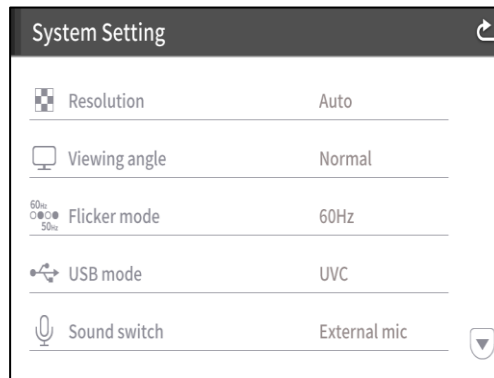 System Setting
Resolution Auto
Viewing angle Normal
60Hz
50Hz
Flicker mode 60Hz
USB mode UVC
Sound switch External mic